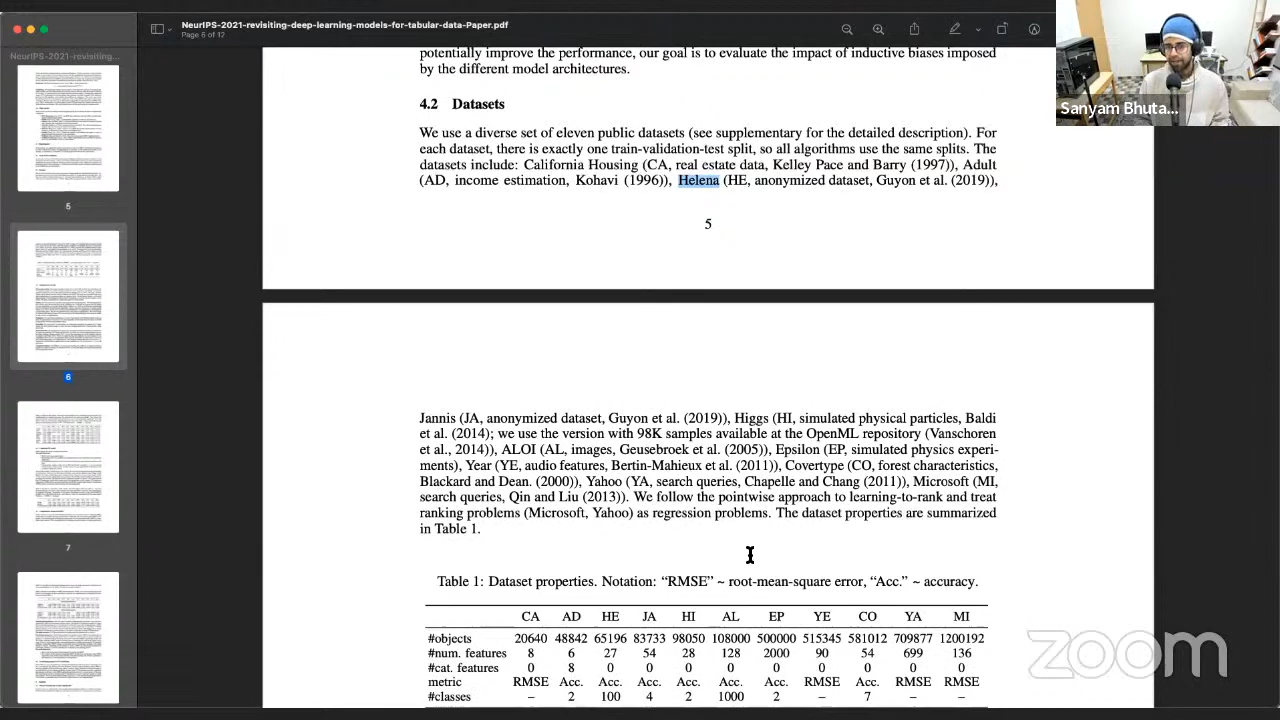 NeurIPS-2021-revisiting-deep-learning-models-for-tabular-data-Paper.pdf
Page 6 of 12
NeurIPS-2021-revisiting...
5
6
7
Sanyam Bhuta...
potentially improve the performance, our goal is to evaluate the impact of inductive biases imposed
by the different model architectures.
4.2 Datasets
We use a diverse set of eleven public datasets (see supplementary for the detailed description). For
each dataset, there is exactly one train-validation-test split, so all algorithms use the same splits. The
datasets include: California Housing (CA, real estate data, Kelley Pace and Barry (1997)), Adult
(AD, income estimation, Kohavi (1996)), Helena (HE, anonymized dataset, Guyon et al. (2019)),
5
Jannis (JA, anonymized dataset, Guyon et al. (2019)), Higgs (HI, simulated physical particles, Baldi
et al. (2014); we use the version with 98K samples available at the OpenML repository (Vanschoren
et al., 2014)), ALOI (AL, images, Geusebroek et al. (2005)), Epsilon (EP, simulated physics experi-
ments), Year (YE, audio features, Bertin-Mahieux et al. (2011)), Covertype (CO, forest characteristics,
Blackard and Dean. (2000)), Yahoo (YA, search queries, Chapelle and Chang (2011)), Microsoft (MI,
search queries, Qin and Liu (2013)). We follow the pointwise approach to learning-to-rank and treat
ranking problems (Microsoft, Yahoo) as regression problems. The dataset properties are summarized
in Table 1.
Table 1: Dataset properties. Notation: “RMSE” ~ root-mean-square error, “Acc.” ~ accuracy.
CA AD HE JA HI AL EP YE CO YA MI
#objects 20640 48842 65196 83733 98050 108000 500000 515345 581012 709877 1200192
#num. features 8 6 27 54 28 128 2000 90 54 699 136
#cat. features 0 8 0 0 0 0 0 0 0 0 0
metric RMSE Acc. Acc. Acc. Acc. Acc. Acc. RMSE Acc. RMSE RMSE
#classes – 2 100 4 2 1000 2 – 7 – –
zoom